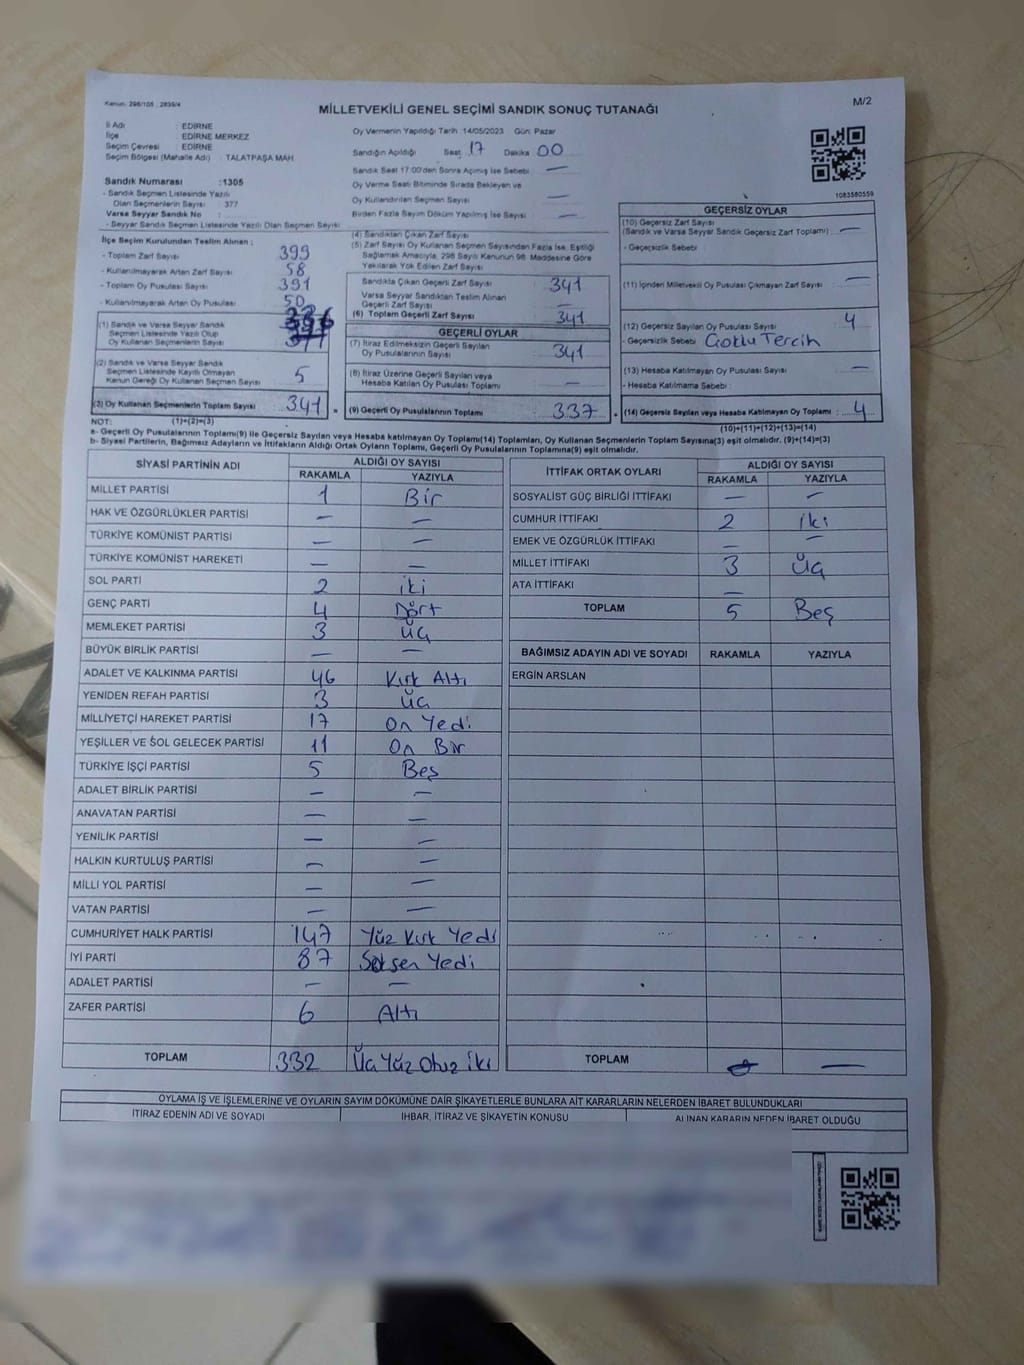 Kanun: 298/105 , 2839/4
MİLLETVEKİLİ GENEL SEÇİMİ SANDIK SONUÇ TUTANAĞI
M/2
İl Adı : EDİRNE
İlçe : EDİRNE MERKEZ
Seçim Çevresi : EDİRNE
Seçim Bölgesi (Mahalle Adı) : TALATPAŞA MAH
Oy Vermenin Yapıldığı Tarih 14/05/2023 Gün Pazar
Sandığın Açıldığı Saat 17 Dakika 00
Sandık Saat 17:00'den Sonra Açmış İse Sebebi —
Oy Verme Saati Bitiminde Sırada Bekleyen ve
Oy Kullandırılan Seçmen Sayısı —
Birden Fazla Sayım Döküm Yapılmış İse Sayısı —
1083580559
Sandık Numarası :1305
- Sandık Seçmen Listesinde Yazılı
Olan Seçmenlerin Sayısı : 377
Varsa Seyyar Sandık No :
- Seyyar Sandık Seçmen Listesinde Yazılı Olan Seçmen Sayısı
İlçe Seçim Kurulundan Teslim Alınan ;
- Toplam Zarf Sayısı 399
- Kullanılmayarak Artan Zarf Sayısı 58
- Toplam Oy Pusulası Sayısı 391
- Kullanılmayarak Artan Oy Pusulası 50
(1) Sandık ve Varsa Seyyar Sandık
Seçmen Listesinde Yazılı Olup
Oy Kullanan Seçmenlerin Sayısı 336
(2) Sandık ve Varsa Seyyar Sandık
Seçmen Listesinde Kayıtlı Olmayan
Kanun Gereği Oy Kullanan Seçmen Sayısı 5
(3) Oy Kullanan Seçmenlerin Toplam Sayısı 341
(4) Sandıktan Çıkan Zarf Sayısı
(5) Zarf Sayısı Oy Kullanan Seçmen Sayısından Fazla ise, Eşitliği
Sağlamak Amacıyla, 298 Sayılı Kanunun 98. Maddesine Göre
Yakılarak Yok Edilen Zarf Sayısı
Sandıkta Çıkan Geçerli Zarf Sayısı 341
Varsa Seyyar Sandıktan Teslim Alınan
Geçerli Zarf Sayısı —
(6) Toplam Geçerli Zarf Sayısı 341
GEÇERLİ OYLAR
(7) İtiraz Edilmeksizin Geçerli Sayılan
Oy Pusulalarının Sayısı 341
(8) İtiraz Üzerine Geçerli Sayılan veya
Hesaba Katılan Oy Pusulası Toplamı —
(9) Geçerli Oy Pusulalarının Toplamı 337
GEÇERSİZ OYLAR
(10) Geçersiz Zarf Sayısı
(Sandık ve Varsa Seyyar Sandık Geçersiz Zarf Toplamı) —
- Geçersizlik Sebebi
(11) İçinden Milletvekili Oy Pusulası Çıkmayan Zarf Sayısı —
(12) Geçersiz Sayılan Oy Pusulası Sayısı 4
- Geçersizlik Sebebi Çoklu Tercih
(13) Hesaba Katılmayan Oy Pusulası Sayısı —
- Hesaba Katılmama Sebebi
(14) Geçersiz Sayılan veya Hesaba Katılmayan Oy Toplamı : 4
NOT: (1)+(2)=(3)
(10)+(11)+(12)+(13)=(14)
a- Geçerli Oy Pusulalarının Toplamı(9) ile Geçersiz Sayılan veya Hesaba katılmayan Oy Toplamı(14) Toplamları, Oy Kullanan Seçmenlerin Toplam Sayısına(3) eşit olmalıdır. (9)+(14)=(3)
b- Siyasi Partilerin, Bağımsız Adayların ve İttifakların Aldığı Ortak Oyların Toplamı, Geçerli Oy Pusulalarının Toplamına(9) eşit olmalıdır.
SİYASİ PARTİNİN ADI ALDIĞI OY SAYISI
RAKAMLA YAZIYLA
MİLLET PARTİSİ 1 Bir
HAK VE ÖZGÜRLÜKLER PARTİSİ — —
TÜRKİYE KOMÜNİST PARTİSİ — —
TÜRKİYE KOMÜNİST HAREKETİ — —
SOL PARTİ 2 iki
GENÇ PARTİ 4 Dört
MEMLEKET PARTİSİ 3 üç
BÜYÜK BİRLİK PARTİSİ — —
ADALET VE KALKINMA PARTİSİ 46 Kırk Altı
YENİDEN REFAH PARTİSİ 3 üç
MİLLİYETÇİ HAREKET PARTİSİ 17 On Yedi
YEŞİLLER VE SOL GELECEK PARTİSİ 11 On Bir
TÜRKİYE İŞÇİ PARTİSİ 5 Beş
ADALET BİRLİK PARTİSİ — —
ANAVATAN PARTİSİ — —
YENİLİK PARTİSİ — —
HALKIN KURTULUŞ PARTİSİ — —
MİLLİ YOL PARTİSİ — —
VATAN PARTİSİ — —
CUMHURİYET HALK PARTİSİ 147 Yüz Kırk Yedi
İYİ PARTİ 87 Seksen Yedi
ADALET PARTİSİ — —
ZAFER PARTİSİ 6 Altı
TOPLAM 332 Üç Yüz Otuz iki
İTTİFAK ORTAK OYLARI ALDIĞI OY SAYISI
RAKAMLA YAZIYLA
SOSYALİST GÜÇ BİRLİĞİ İTTİFAKI — —
CUMHUR İTTİFAKI 2 iki
EMEK VE ÖZGÜRLÜK İTTİFAKI — —
MİLLET İTTİFAKI 3 üç
ATA İTTİFAKI —
TOPLAM 5 Beş
BAĞIMSIZ ADAYIN ADI VE SOYADI RAKAMLA YAZIYLA
ERGİN ARSLAN
TOPLAM —
OYLAMA İŞ VE İŞLEMLERİNE VE OYLARIN SAYIM DÖKÜMÜNE DAİR ŞİKAYETLERLE BUNLARA AİT KARARLARIN NELERDEN İBARET BULUNDUKLARI
İTİRAZ EDENİN ADI VE SOYADI İHBAR, İTİRAZ VE ŞİKAYETİN KONUSU ALINAN KARARIN NEDEN İBARET OLDUĞU